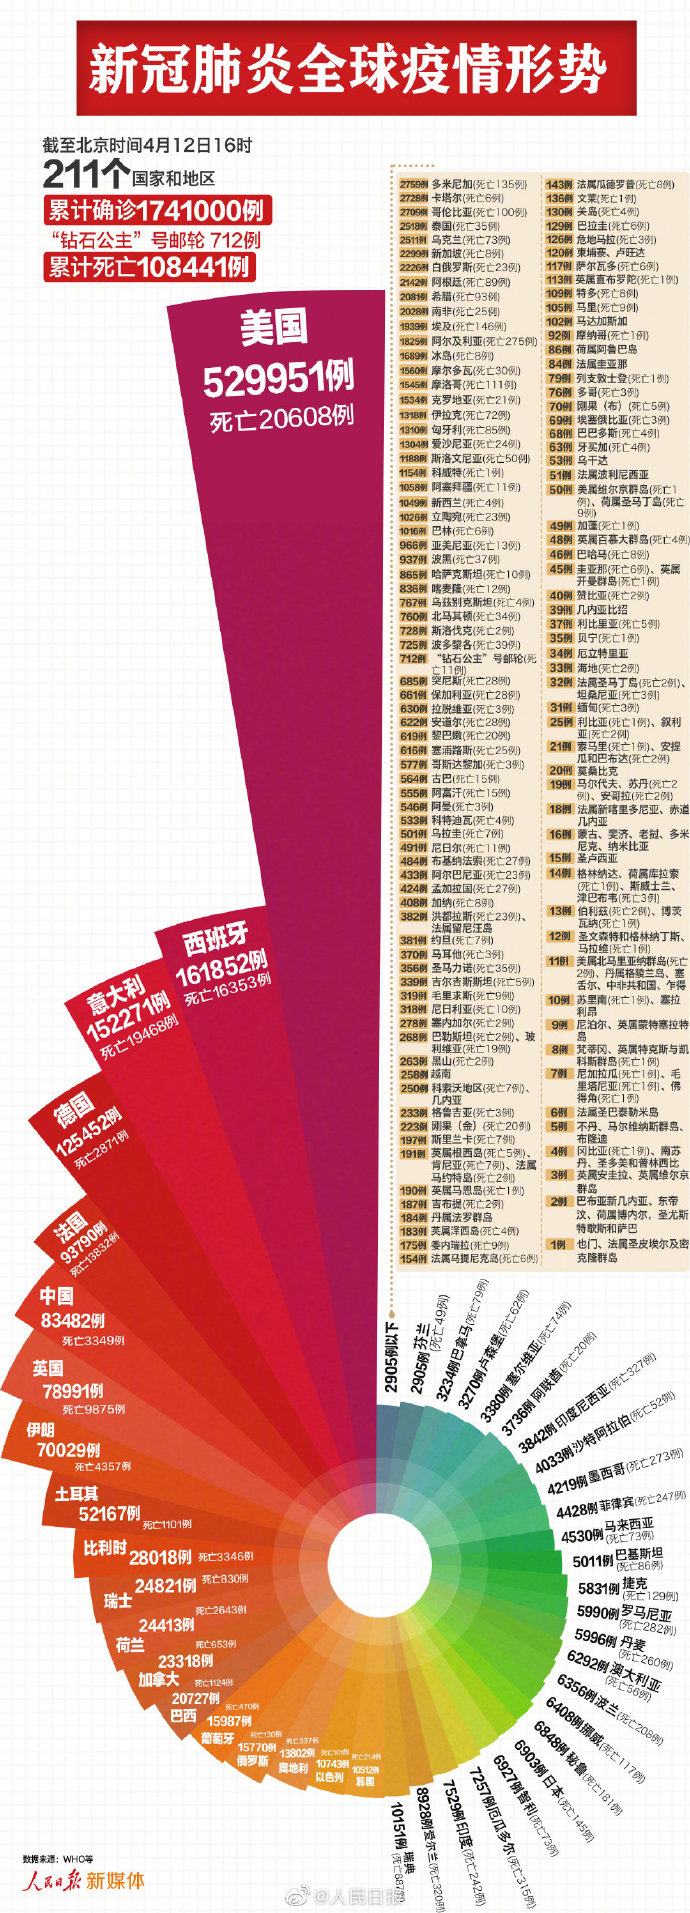 新冠肺炎全球疫情形势
截至北京时间4月12日16时
211个国家和地区
累计确诊1741000例
“钻石公主”号邮轮 712例
累计死亡108441例
美国
529951例
死亡20608例
西班牙
161852例
死亡16353例
意大利
152271例
死亡19468例
德国
125452例
死亡2871例
法国
93790例
死亡13832例
中国
83482例
死亡3349例
英国
78991例
死亡9875例
伊朗
70029例
死亡4357例
土耳其
52167例
死亡1101例
比利时
28018例
死亡3346例
瑞士
24821例
死亡830例
荷兰
24413例
死亡2643例
加拿大
23318例
死亡653例
巴西
20727例
死亡1124例
葡萄牙
15987例
死亡470例
俄罗斯
15770例
死亡130例
奥地利
13802例
死亡337例
以色列
10743例
死亡101例
韩国
10512例
死亡214例
10151例 瑞典
(死亡887例)
8928例 爱尔兰
(死亡320例)
7529例 印度
(死亡242例)
7257例 厄瓜多尔
(死亡315例)
6927例 智利
(死亡73例)
6903例 日本
(死亡145例)
6848例 秘鲁(死亡181例)
6408例 挪威(死亡117例)
6356例 波兰(死亡208例)
6292例 澳大利亚
(死亡56例)
5996例 丹麦
(死亡260例)
5990例 罗马尼亚
(死亡282例)
5831例 捷克
(死亡129例)
5011例 巴基斯坦
(死亡86例)
4530例 马来西亚
(死亡73例)
4428例 菲律宾(死亡247例)
4219例 墨西哥(死亡273例)
4033例 沙特阿拉伯(死亡52例)
3842例 印度尼西亚(死亡327例)
3736例 阿联酋(死亡20例)
3380例 塞尔维亚(死亡74例)
3270例 卢森堡(死亡62例)
3234例 巴拿马(死亡79例)
2905例 芬兰
(死亡49例)
2905例以下
2759例 多米尼加(死亡135例)
2728例 卡塔尔(死亡6例)
2709例 哥伦比亚(死亡100例)
2518例 泰国(死亡35例)
2511例 乌克兰(死亡73例)
2299例 新加坡(死亡8例)
2226例 白俄罗斯(死亡23例)
2142例 阿根廷(死亡89例)
2081例 希腊(死亡93例)
2028例 南非(死亡25例)
1939例 埃及(死亡146例)
1825例 阿尔及利亚(死亡275例)
1689例 冰岛(死亡8例)
1560例 摩尔多瓦(死亡30例)
1545例 摩洛哥(死亡111例)
1534例 克罗地亚(死亡21例)
1318例 伊拉克(死亡72例)
1310例 匈牙利(死亡85例)
1304例 爱沙尼亚(死亡24例)
1188例 斯洛文尼亚(死亡50例)
1154例 科威特(死亡1例)
1058例 阿塞拜疆(死亡11例)
1049例 新西兰(死亡4例)
1026例 立陶宛(死亡23例)
1016例 巴林(死亡6例)
966例 亚美尼亚(死亡13例)
937例 波黑(死亡37例)
865例 哈萨克斯坦(死亡10例)
836例 喀麦隆(死亡12例)
767例 乌兹别克斯坦(死亡4例)
760例 北马其顿(死亡34例)
728例 斯洛伐克(死亡2例)
725例 波多黎各(死亡39例)
712例 “钻石公主”号邮轮(死
亡11例)
685例 突尼斯(死亡28例)
661例 保加利亚(死亡28例)
630例 拉脱维亚(死亡3例)
622例 安道尔(死亡28例)
619例 黎巴嫩(死亡20例)
616例 塞浦路斯(死亡25例)
577例 哥斯达黎加(死亡3例)
564例 古巴(死亡15例)
555例 阿富汗(死亡15例)
546例 阿曼(死亡3例)
533例 科特迪瓦(死亡4例)
501例 乌拉圭(死亡7例)
491例 尼日尔(死亡11例)
484例 布基纳法索(死亡27例)
433例 阿尔巴尼亚(死亡23例)
424例 孟加拉国(死亡27例)
408例 加纳(死亡8例)
382例 洪都拉斯(死亡23例)、
法属留尼汪岛
381例 约旦(死亡7例)
370例 马耳他(死亡3例)
356例 圣马力诺(死亡35例)
339例 吉尔吉斯斯坦(死亡5例)
319例 毛里求斯(死亡9例)
318例 尼日利亚(死亡10例)
278例 塞内加尔(死亡2例)
268例 巴勒斯坦(死亡2例)、玻
利维亚(死亡19例)
263例 黑山(死亡2例)
258例 越南
250例 科索沃地区(死亡7例)、
几内亚
233例 格鲁吉亚(死亡3例)
223例 刚果（金）(死亡20例)
197例 斯里兰卡(死亡7例)
191例 英属根西岛(死亡5例)、
肯尼亚(死亡7例)、法属
马约特岛(死亡2例)
190例 英属马恩岛(死亡1例)
187例 吉布提(死亡2例)
184例 丹属法罗群岛
183例 英属泽西岛(死亡4例)
175例 委内瑞拉(死亡9例)
154例 法属马提尼克岛(死亡6例)
143例 法属瓜德罗普(死亡8例)
136例 文莱(死亡1例)
130例 关岛(死亡4例)
129例 巴拉圭(死亡6例)
126例 危地马拉(死亡3例)
120例 柬埔寨、卢旺达
117例 萨尔瓦多(死亡6例)
113例 英属直布罗陀(死亡1例)
109例 特多(死亡8例)
105例 马里(死亡9例)
102例 马达加斯加
92例 摩纳哥(死亡1例)
86例 荷属阿鲁巴岛
84例 法属圭亚那
79例 列支敦士登(死亡1例)
76例 多哥(死亡3例)
70例 刚果（布）(死亡5例)
69例 埃塞俄比亚(死亡3例)
68例 巴巴多斯(死亡4例)
63例 牙买加(死亡4例)
53例 乌干达
51例 法属波利尼西亚
50例 美属维尔京群岛(死亡1
例)、荷属圣马丁岛(死亡
9例)
49例 加蓬(死亡1例)
48例 英属百慕大群岛(死亡4例)
46例 巴哈马(死亡8例)
45例 圭亚那(死亡6例)、英属
开曼群岛(死亡1例)
40例 赞比亚(死亡2例)
39例 几内亚比绍
37例 利比里亚(死亡5例)
35例 贝宁(死亡1例)
34例 厄立特里亚
33例 海地(死亡2例)
32例 法属圣马丁岛(死亡2例)、
坦桑尼亚(死亡3例)
31例 缅甸(死亡3例)
25例 利比亚(死亡1例)、叙利
亚(死亡2例)
21例 索马里(死亡1例)、安提
瓜和巴布达(死亡2例)
20例 莫桑比克
19例 马尔代夫、苏丹(死亡2
例)、安哥拉(死亡2例)
18例 法属新喀里多尼亚、赤道
几内亚
16例 蒙古、斐济、老挝、多米
尼克、纳米比亚
15例 圣卢西亚
14例 格林纳达、荷属库拉索
(死亡1例)、斯威士兰、
津巴布韦(死亡3例)
13例 伯利兹(死亡2例)、博茨
瓦纳(死亡1例)
12例 圣文森特和格林纳丁斯、
马拉维(死亡1例)
11例 美属北马里亚纳群岛(死亡
2例)、丹属格陵兰岛、塞
舌尔、中非共和国、乍得
10例 苏里南(死亡1例)、塞拉
利昂
9例 尼泊尔、英属蒙特塞拉特
岛
8例 梵蒂冈、英属特克斯与凯
科斯群岛(死亡1例)
7例 尼加拉瓜(死亡1例)、毛
里塔尼亚(死亡1例)、佛
得角(死亡1例)
6例 法属圣巴泰勒米岛
5例 不丹、马尔维纳斯群岛、
布隆迪
4例 冈比亚(死亡1例)、南苏
丹、圣多美和普林西比
3例 英属安圭拉、英属维尔京
群岛
2例 巴布亚新几内亚、东帝
汶、荷属博内尔，圣尤斯
特歇斯和萨巴
1例 也门、法属圣皮埃尔及密
克隆群岛
数据来源：WHO等
人民日报 新媒体
@人民日报